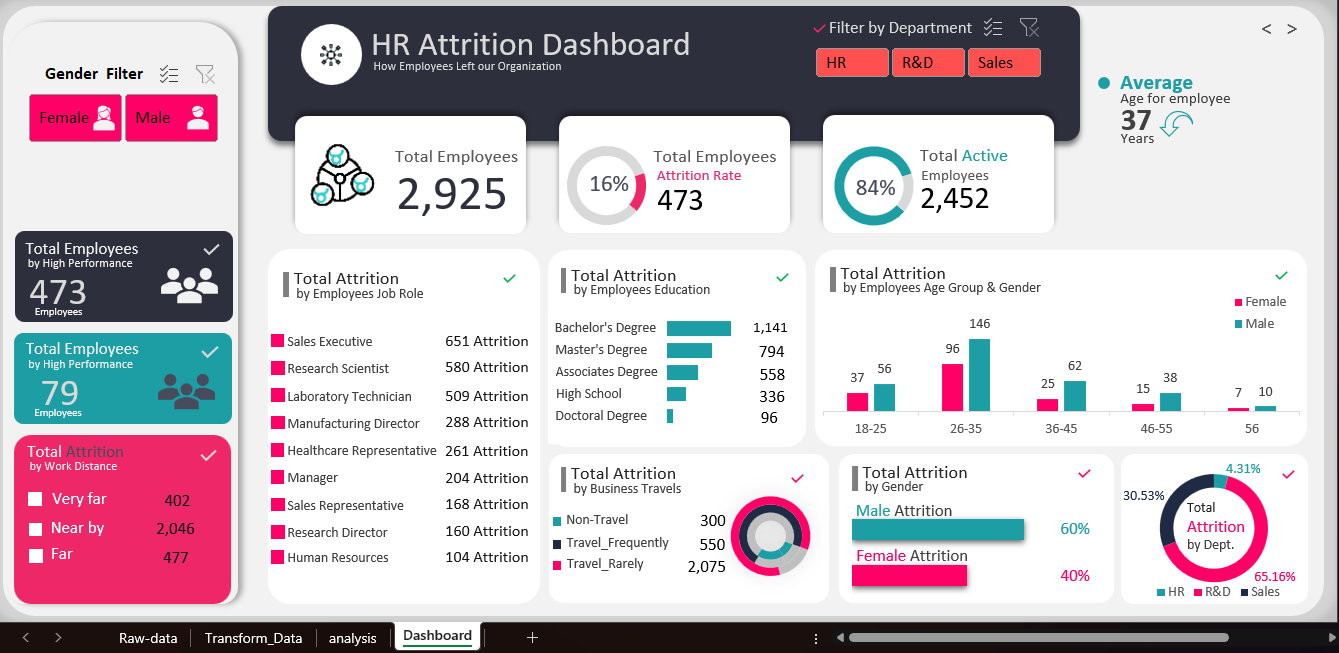 Gender Filter
Female
Male
Total Employees
by High Performance
473
Employees
Total Employees
by High Performance
79
Employees
Total Attrition
by Work Distance
Very far 402
Near by 2,046
Far 477
HR Attrition Dashboard
How Employees Left our Organization
Filter by Department
HR R&D Sales
< >
Average
Age for employee
37
Years
Total Employees
2,925
16%
Total Employees
Attrition Rate
473
84%
Total Active
Employees
2,452
Total Attrition
by Employees Job Role
Sales Executive 651 Attrition
Research Scientist 580 Attrition
Laboratory Technician 509 Attrition
Manufacturing Director 288 Attrition
Healthcare Representative 261 Attrition
Manager 204 Attrition
Sales Representative 168 Attrition
Research Director 160 Attrition
Human Resources 104 Attrition
Total Attrition
by Employees Education
Bachelor's Degree 1,141
Master's Degree 794
Associates Degree 558
High School 336
Doctoral Degree 96
Total Attrition
by Employees Age Group & Gender
Female
Male
37 56 96 146 25 62 15 38 7 10
18-25 26-35 36-45 46-55 56
Total Attrition
by Business Travels
Non-Travel 300
Travel_Frequently 550
Travel_Rarely 2,075
Total Attrition
by Gender
Male Attrition
60%
Female Attrition
40%
4.31%
30.53%
Total
Attrition
by Dept.
65.16%
HR R&D Sales
Raw-data Transform_Data analysis Dashboard +